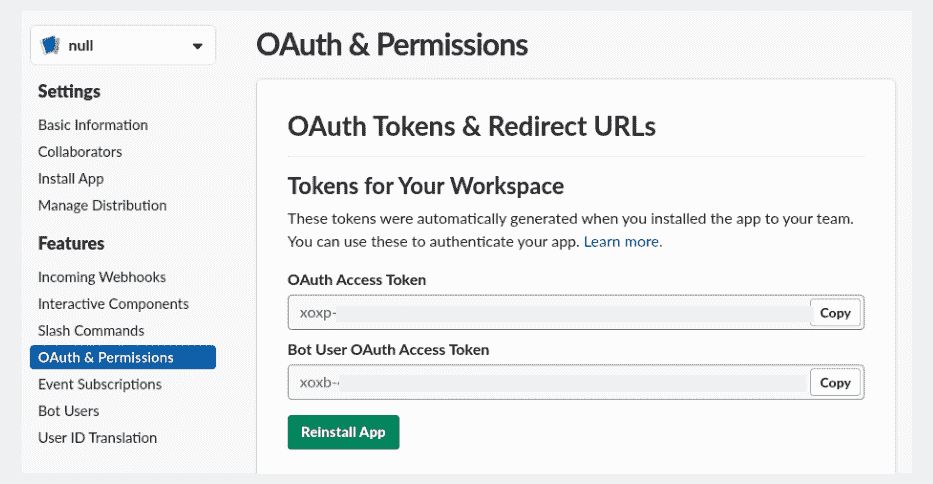 null
Settings
Basic Information
Collaborators
Install App
Manage Distribution
Features
Incoming Webhooks
Interactive Components
Slash Commands
OAuth & Permissions
Event Subscriptions
Bot Users
User ID Translation
OAuth & Permissions
OAuth Tokens & Redirect URLs
Tokens for Your Workspace
These tokens were automatically generated when you installed the app to your team.
You can use these to authenticate your app. Learn more.
OAuth Access Token
xoxp-
Copy
Bot User OAuth Access Token
xoxb-
Copy
Reinstall App